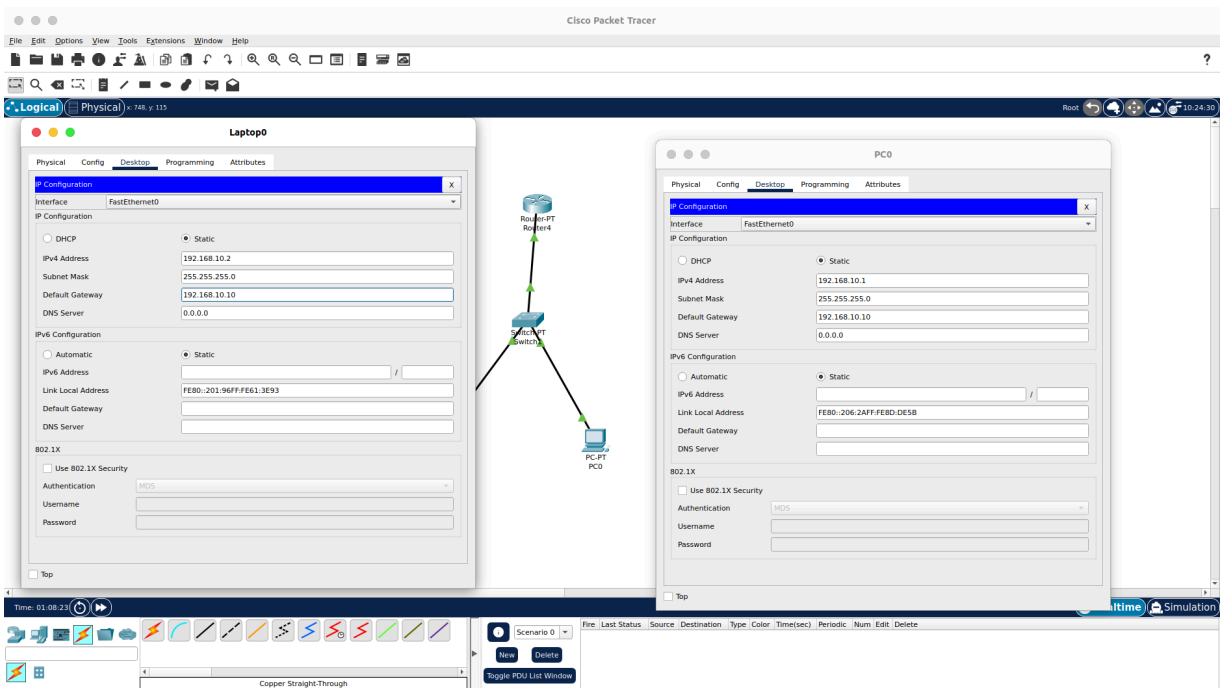 Cisco Packet Tracer
File Edit Options View Tools Extensions Window Help
?
Logical Physical x: 748, y: 115 Root 10:24:30
Laptop0
Physical Config Desktop Programming Attributes
IP Configuration X
Interface FastEthernet0
IP Configuration
DHCP Static
IPv4 Address 192.168.10.2
Subnet Mask 255.255.255.0
Default Gateway 192.168.10.10
DNS Server 0.0.0.0
IPv6 Configuration
Automatic Static
IPv6 Address /
Link Local Address FE80::201:96FF:FE61:3E93
Default Gateway
DNS Server
802.1X
Use 802.1X Security
Authentication MD5
Username
Password
Top
Router-PT
Router4
Switch-PT
PC-PT
PC0
PC0
Physical Config Desktop Programming Attributes
IP Configuration X
Interface FastEthernet0
IP Configuration
DHCP Static
IPv4 Address 192.168.10.1
Subnet Mask 255.255.255.0
Default Gateway 192.168.10.10
DNS Server 0.0.0.0
IPv6 Configuration
Automatic Static
IPv6 Address /
Link Local Address FE80::206:2AFF:FE8D:DE5B
Default Gateway
DNS Server
802.1X
Use 802.1X Security
Authentication MD5
Username
Password
Top
Time: 01:08:23 Simulation
Scenario 0
New Delete
Toggle PDU List Window
Fire Last Status Source Destination Type Color Time(sec) Periodic Num Edit Delete
Copper Straight-Through